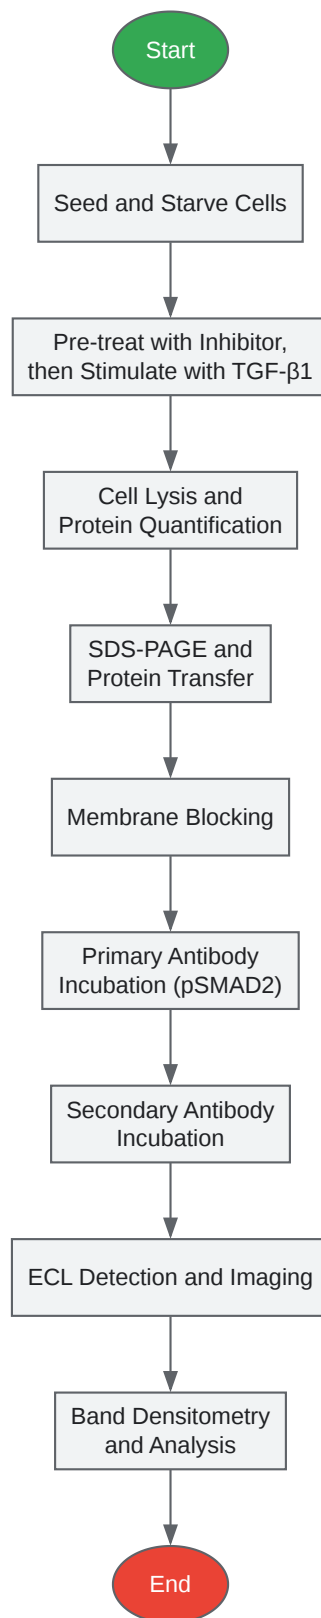 Start
Seed and Starve Cells
Pre-treat with Inhibitor,
then Stimulate with TGF-β1
Cell Lysis and
Protein Quantification
SDS-PAGE and
Protein Transfer
Membrane Blocking
Primary Antibody
Incubation (pSMAD2)
Secondary Antibody
Incubation
ECL Detection and Imaging
Band Densitometry
and Analysis
End